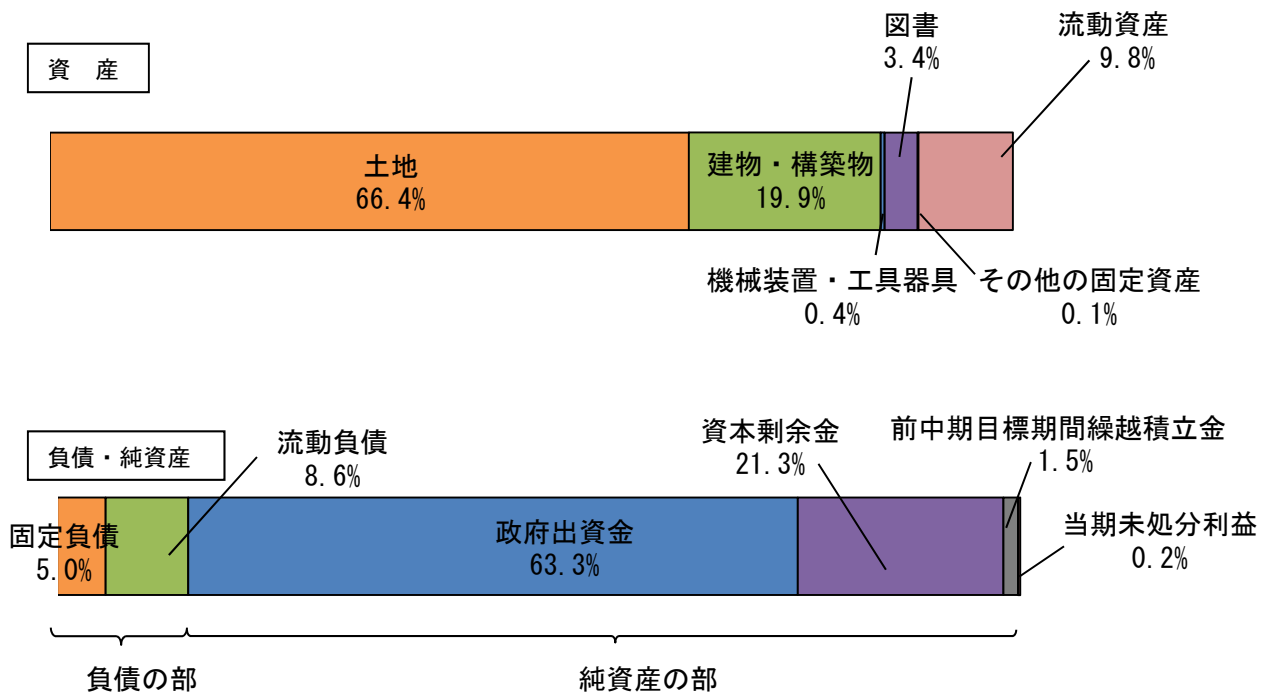 資 産
図書
3.4%
流動資産
9.8%
土地
66.4%
建物・構築物
19.9%
機械装置・工具器具
0.4%
その他の固定資産
0.1%
負債・純資産
流動負債
8.6%
資本剰余金
21.3%
前中期目標期間繰越積立金
1.5%
固定負債
5.0%
政府出資金
63.3%
当期未処分利益
0.2%
負債の部
純資産の部